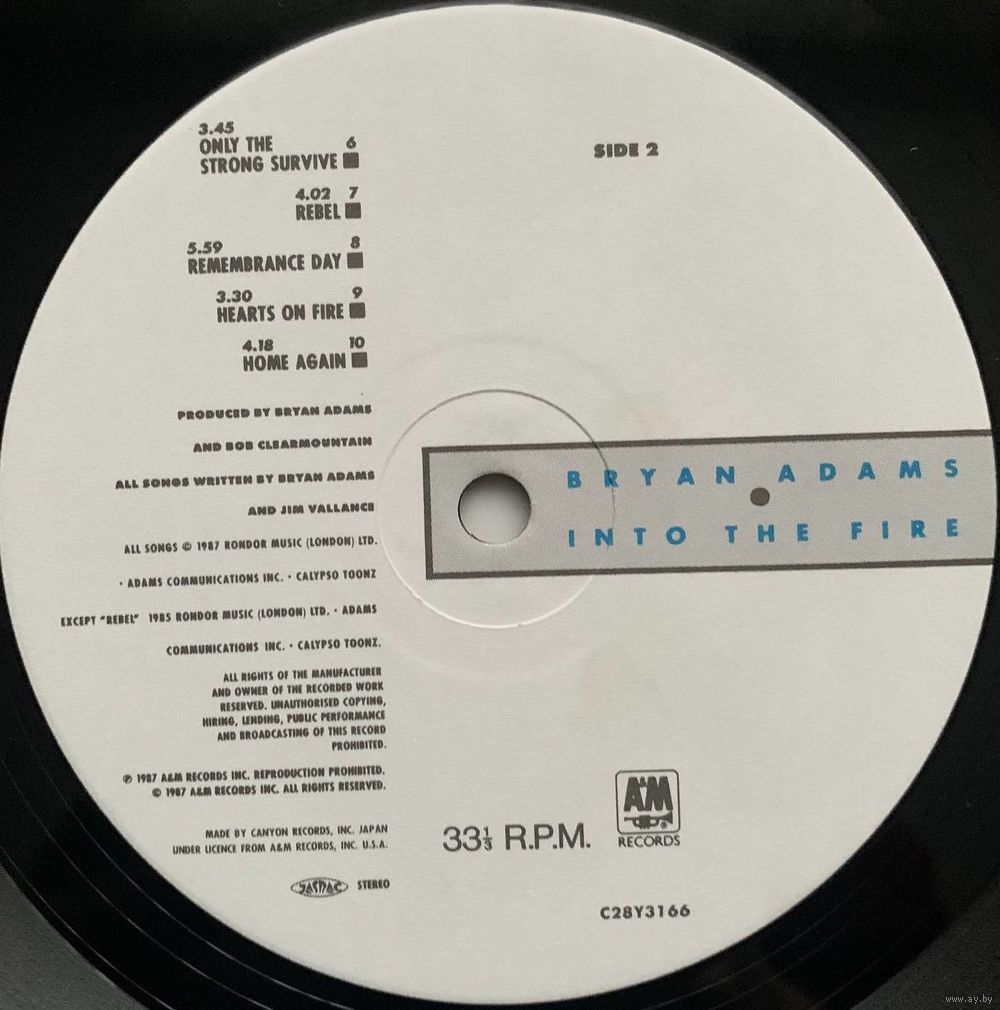 3.45
ONLY THE 6
STRONG SURVIVE
4.02 7
REBEL
5.59 8
REMEMBRANCE DAY
3.30 9
HEARTS ON FIRE
4.18 10
HOME AGAIN
PRODUCED BY BRYAN ADAMS
AND BOB CLEARMOUNTAIN
ALL SONGS WRITTEN BY BRYAN ADAMS
AND JIM VALLANCE
ALL SONGS © 1987 RONDOR MUSIC (LONDON) LTD.
· ADAMS COMMUNICATIONS INC. · CALYPSO TOONZ
EXCEPT "REBEL" 1985 RONDOR MUSIC (LONDON) LTD. · ADAMS
COMMUNICATIONS INC. · CALYPSO TOONZ.
ALL RIGHTS OF THE MANUFACTURER
AND OWNER OF THE RECORDED WORK
RESERVED. UNAUTHORISED COPYING,
HIRING, LENDING, PUBLIC PERFORMANCE
AND BROADCASTING OF THIS RECORD
PROHIBITED.
℗ 1987 A&M RECORDS INC. REPRODUCTION PROHIBITED.
© 1987 A&M RECORDS INC. ALL RIGHTS RESERVED.
MADE BY CANYON RECORDS, INC. JAPAN
UNDER LICENCE FROM A&M RECORDS, INC. U.S.A.
JASRAC STEREO
SIDE 2
BRYAN ADAMS
INTO THE FIRE
33⅓ R.P.M.
A&M
RECORDS
C28Y3166
www.ay.by